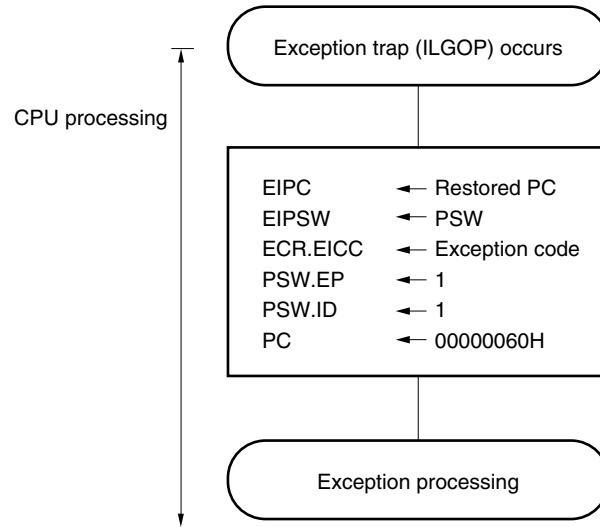 Exception trap (ILGOP) occurs
CPU processing
EIPC ← Restored PC
EIPSW ← PSW
ECR.EICC ← Exception code
PSW.EP ← 1
PSW.ID ← 1
PC ← 00000060H
Exception processing